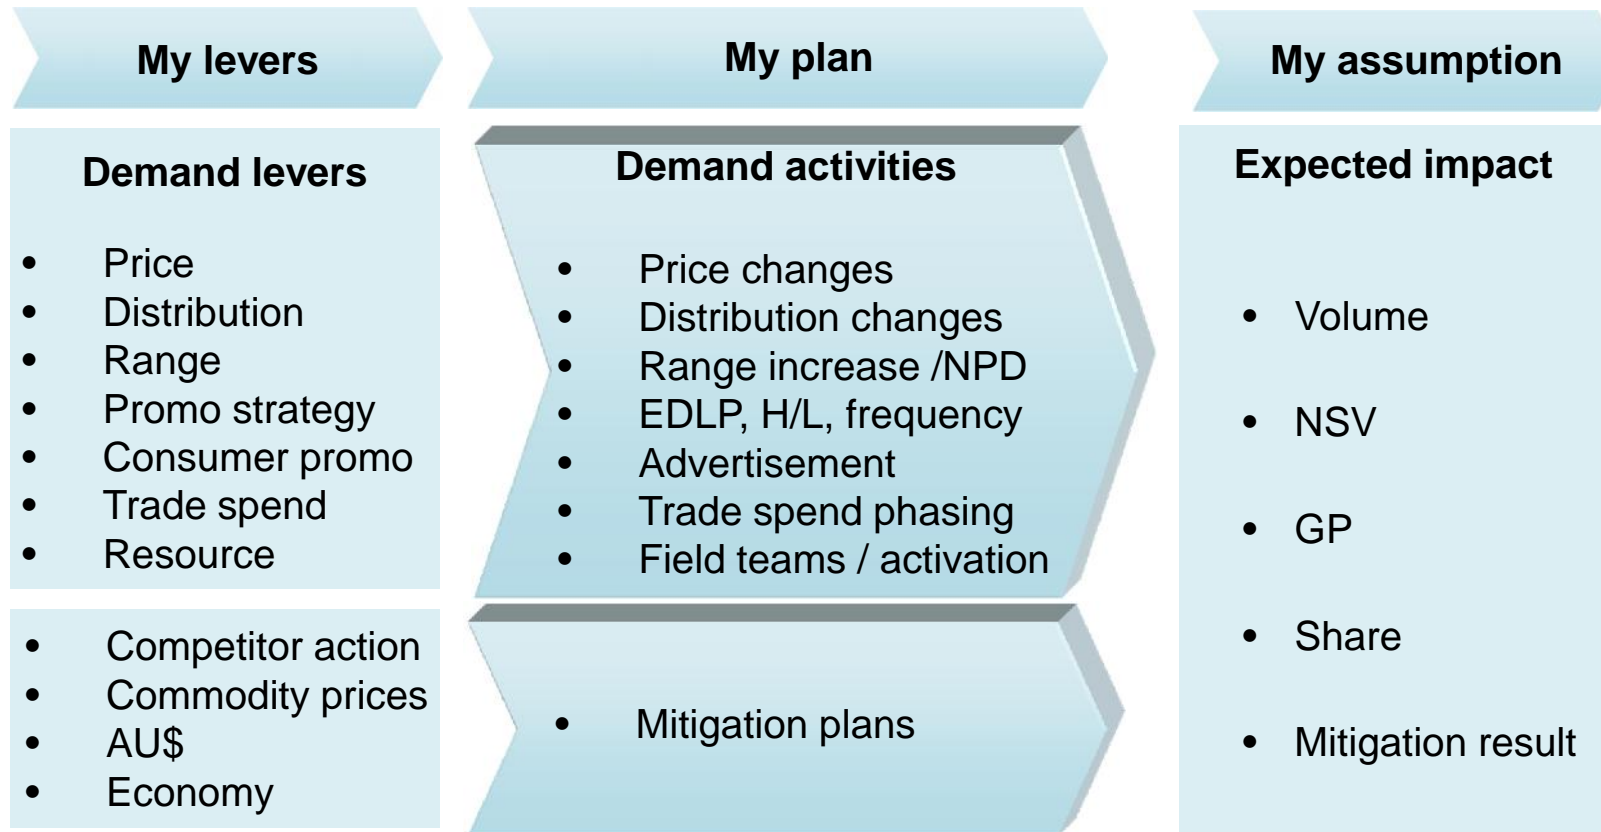 My levers
My plan
My assumption
Demand levers
• Price
• Distribution
• Range
• Promo strategy
• Consumer promo
• Trade spend
• Resource
• Competitor action
• Commodity prices
• AU$
• Economy
Demand activities
• Price changes
• Distribution changes
• Range increase /NPD
• EDLP, H/L, frequency
• Advertisement
• Trade spend phasing
• Field teams / activation
• Mitigation plans
Expected impact
• Volume
• NSV
• GP
• Share
• Mitigation result